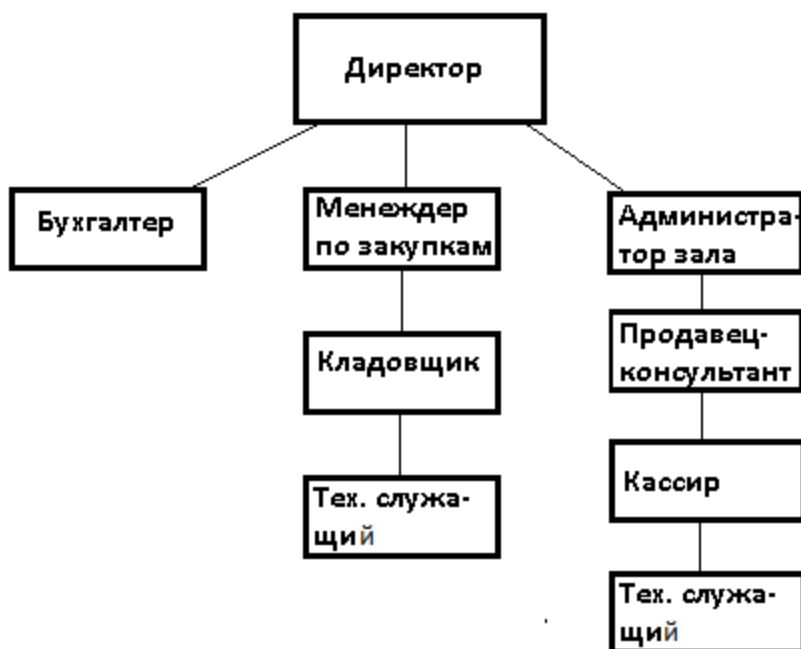 Директор
Бухгалтер
Менеждер
по закупкам
Администра-
тор зала
Кладовщик
Продавец-
консультант
Тех. служа-
щий
Кассир
Тех. служа-
щий